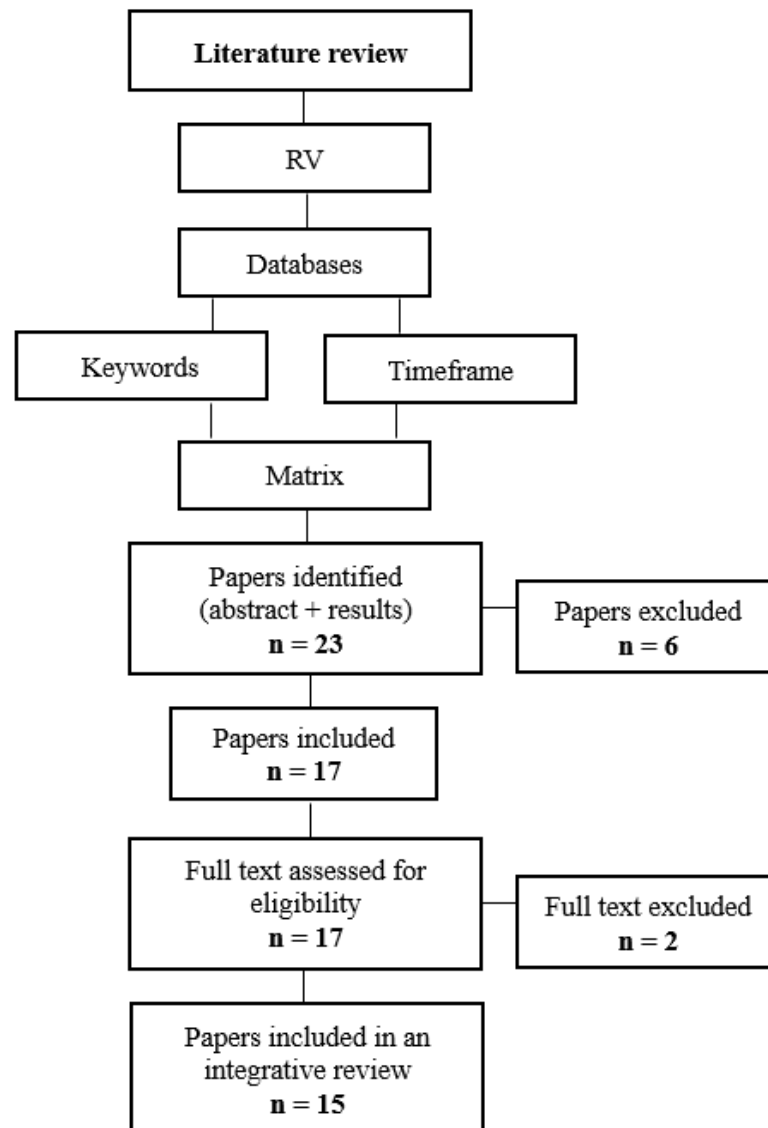 Literature review
RV
Databases
Keywords
Timeframe
Matrix
Papers identified
(abstract + results)
n = 23
Papers excluded
n = 6
Papers included
n = 17
Full text assessed for
eligibility
n = 17
Full text excluded
n = 2
Papers included in an
integrative review
n = 15